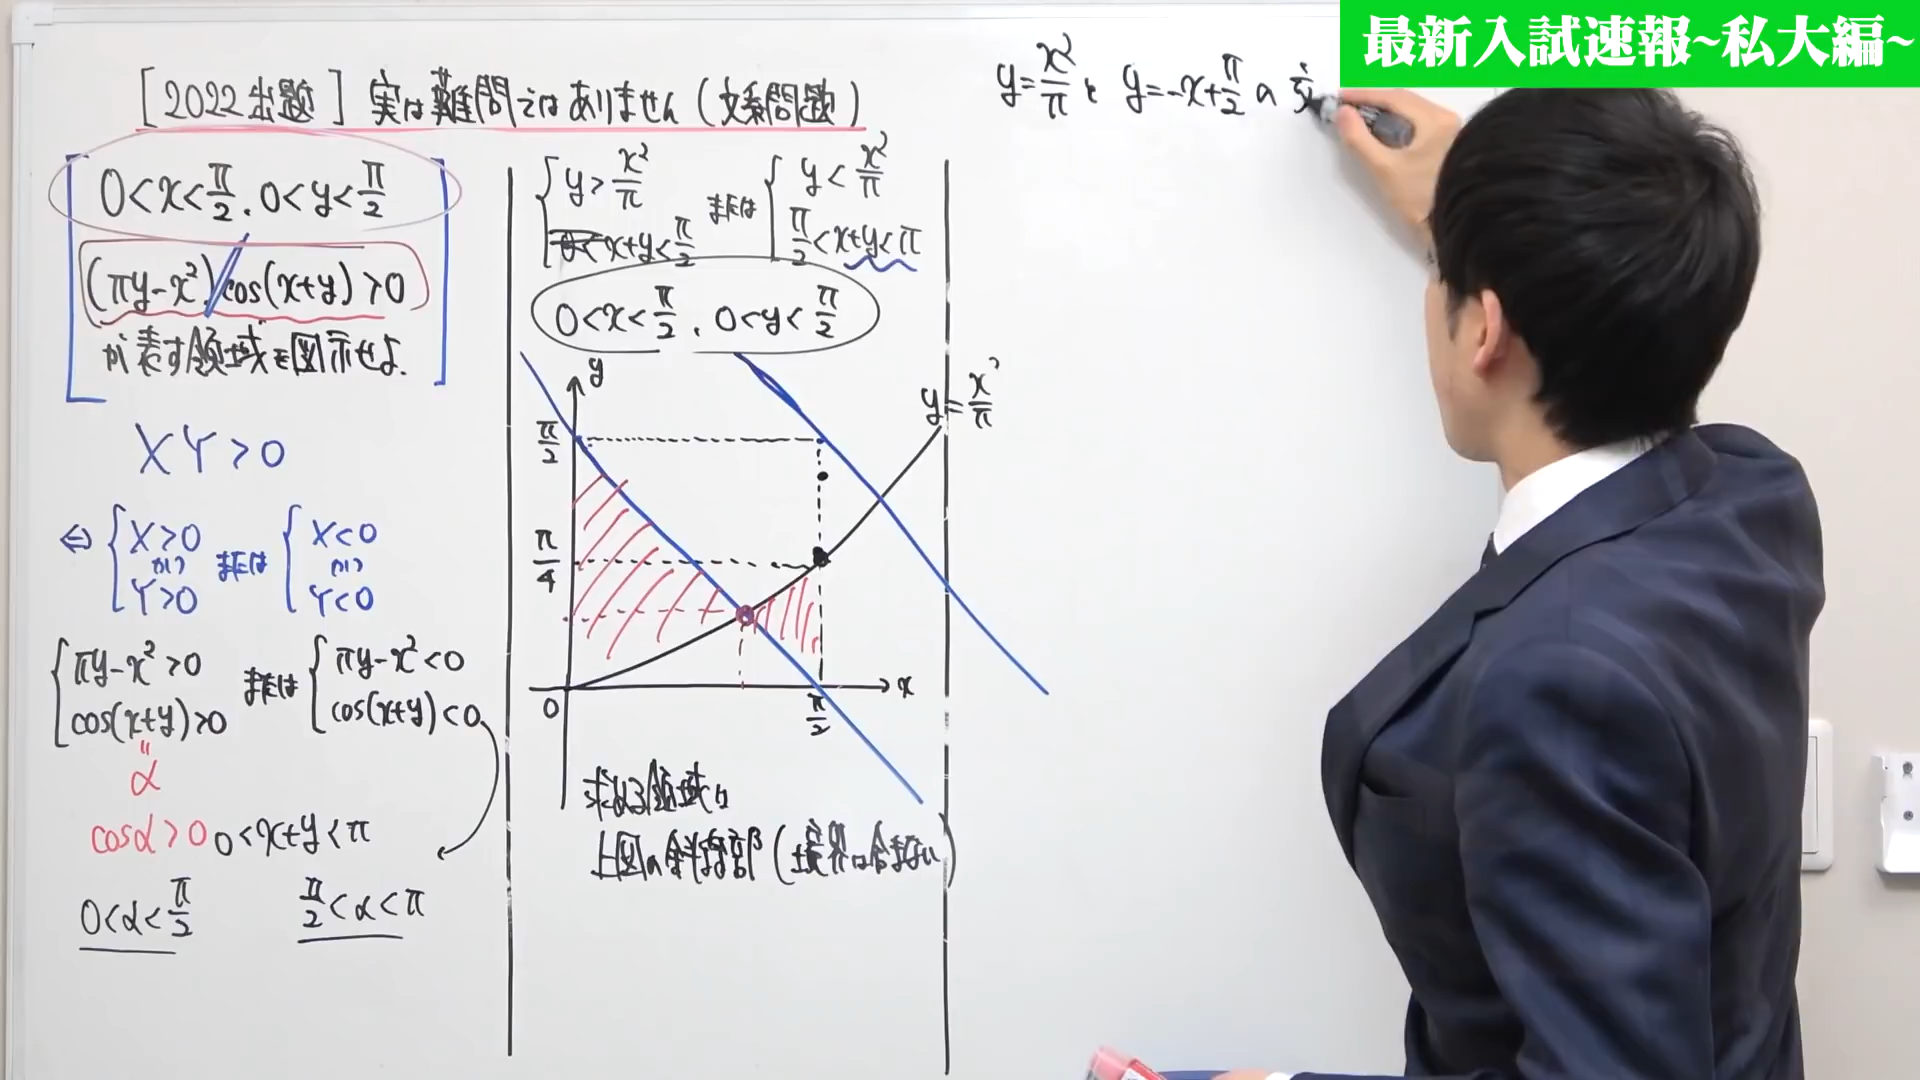 最新入試速報~私大編~
[2022出題] 実は難問ではありません(文系問題)
0<x<π/2, 0<y<π/2
(πy-x²)cos(x+y)>0
が表す領域を図示せよ.
XY>0
⇔ { X>0 かつ Y>0 または { X<0 かつ Y<0
{ πy-x²>0 cos(x+y)>0 または { πy-x²<0 cos(x+y)<0
α
cosα>0 0<x+y<π
0<α<π/2 π/2<α<π
{ y>x²/π x+y<π/2 または { y<x²/π π/2<x+y<π
0<x<π/2, 0<y<π/2
y
y=x²/π
π/2
π/4
0
π/2
x
求める領域は
上図の斜線部(境界は含まない)
y=x²/π と y=-x+π/2 の